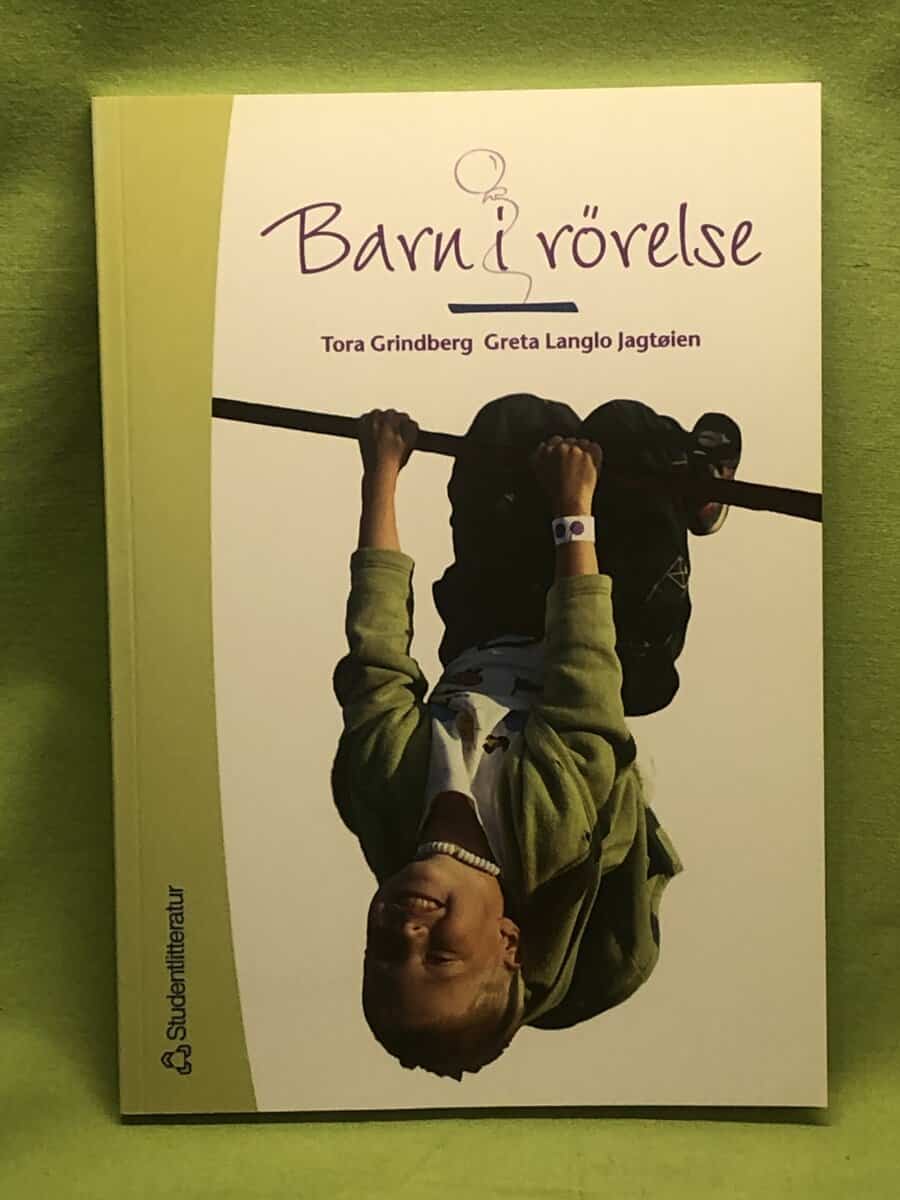 Barn i rörelse
Tora Grindberg Greta Langlo Jagtøien
Studentlitteratur